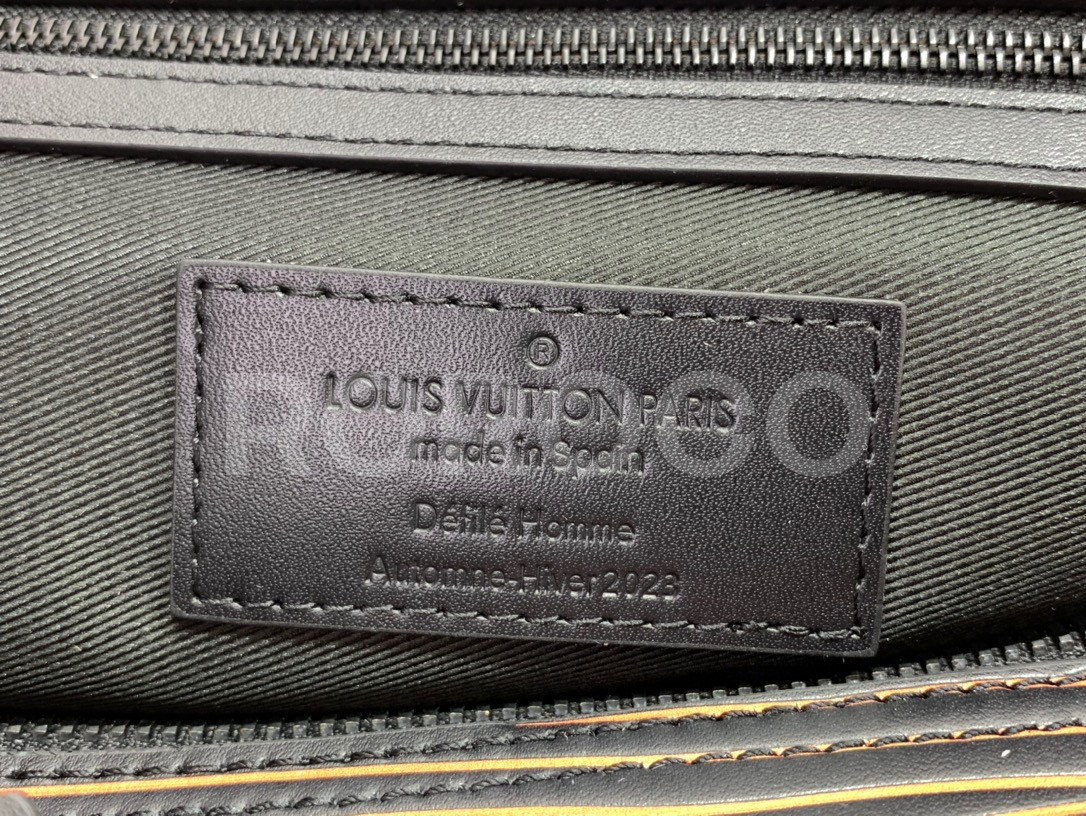 ®
LOUIS VUITTON PARIS
made in Spain
Défilé Homme
Automne-Hiver 2023